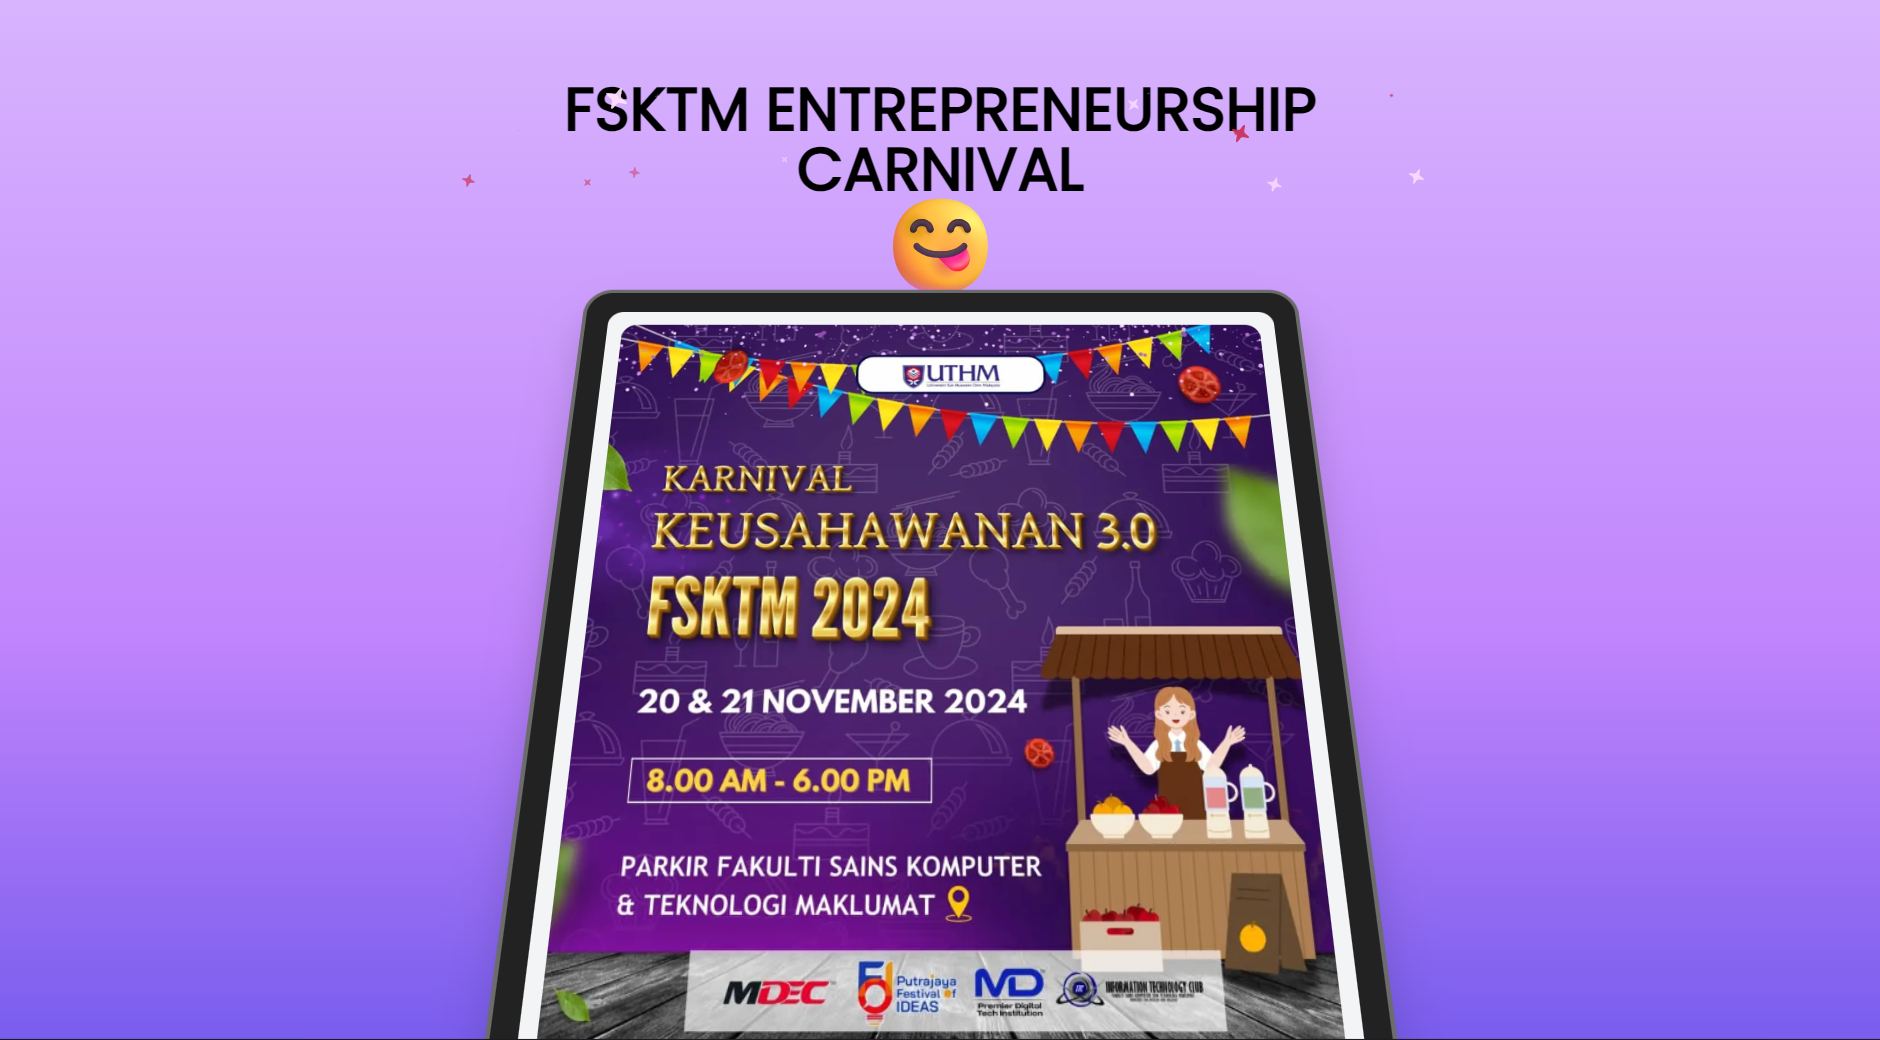 FSKTM ENTREPRENEURSHIP
CARNIVAL
UTHM
KARNIVAL
KEUSAHAWANAN 3.0
FSKTM 2024
20 & 21 NOVEMBER 2024
8.00 AM - 6.00 PM
PARKIR FAKULTI SAINS KOMPUTER
& TEKNOLOGI MAKLUMAT
MDEC
Putrajaya
Festival of
IDEAS
MD
Premier Digital
Tech Institution
INFORMATION TECHNOLOGY CLUB